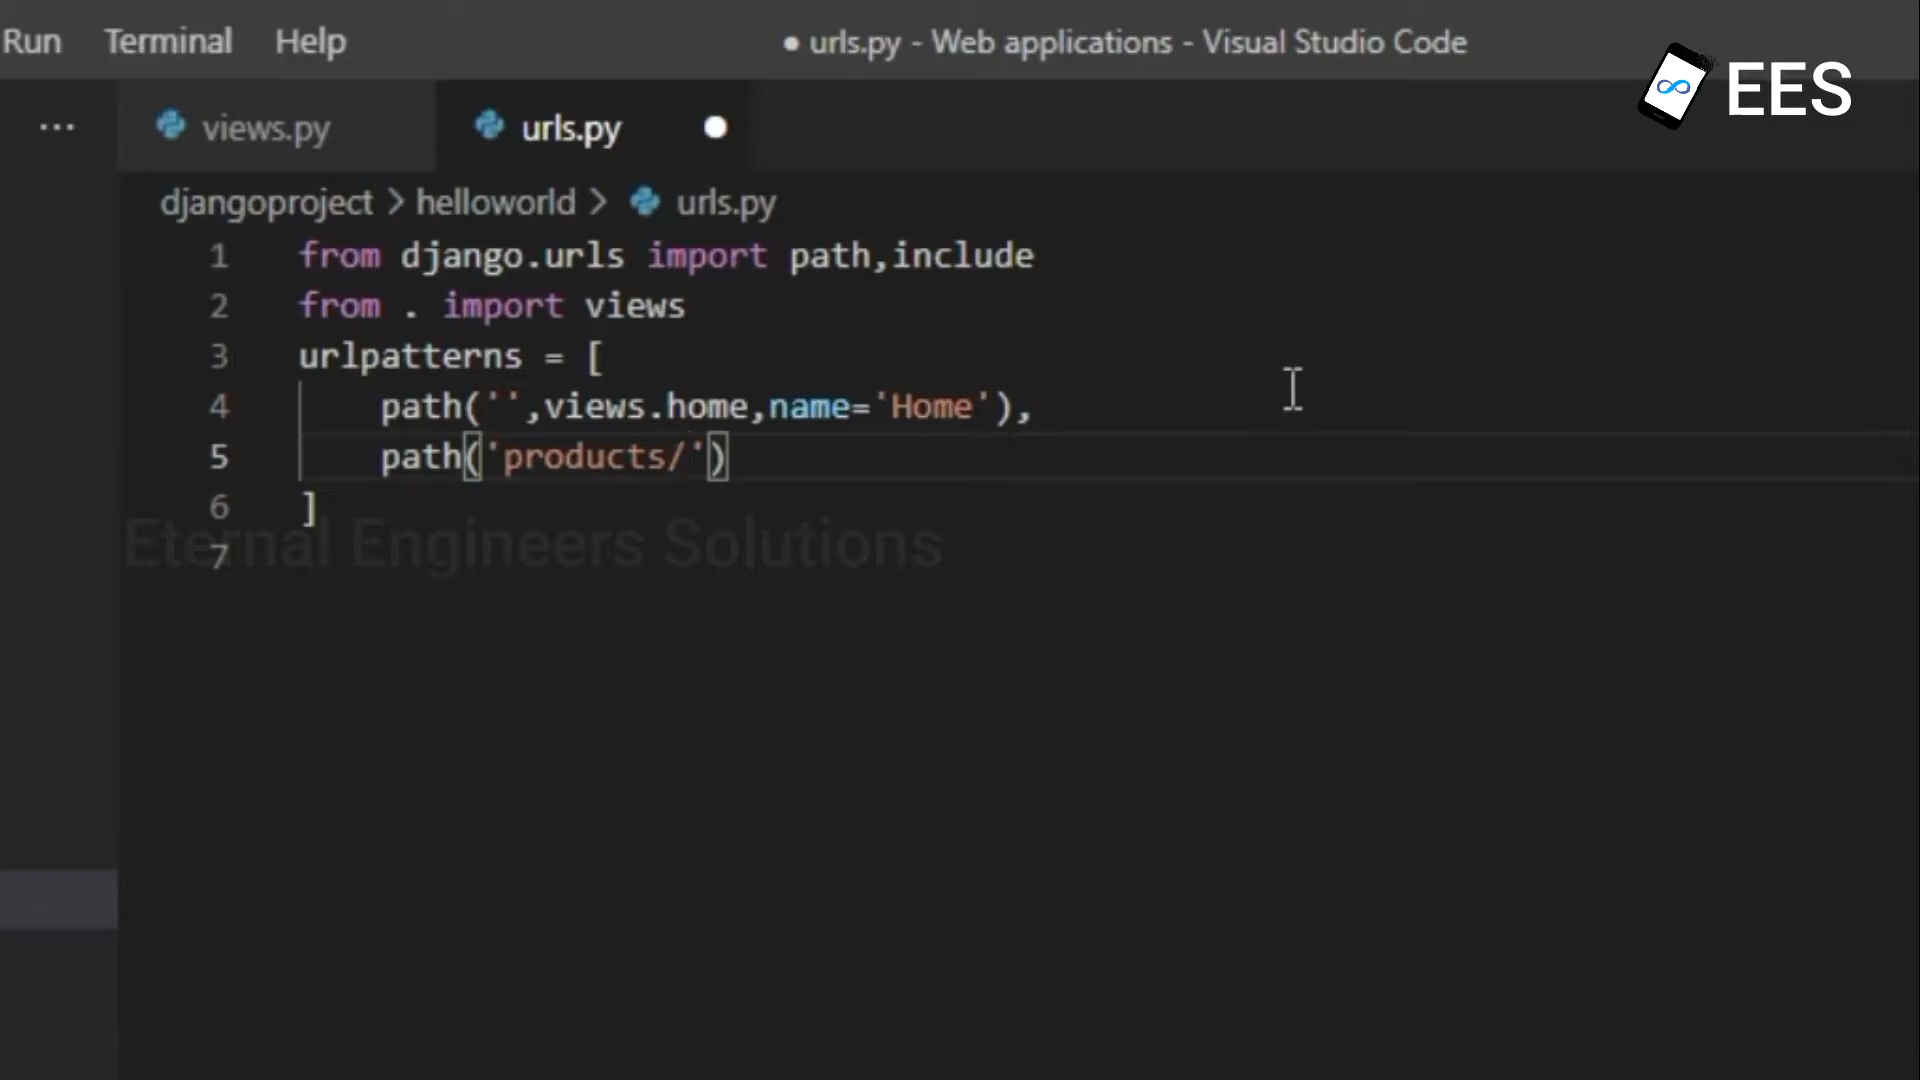 Run Terminal Help ● urls.py - Web applications - Visual Studio Code
EES
... views.py urls.py
djangoproject > helloworld > urls.py
1 from django.urls import path,include
2 from . import views
3 urlpatterns = [
4 path('',views.home,name='Home'),
5 path('products/')
6 ]
Eternal Engineers Solutions
7